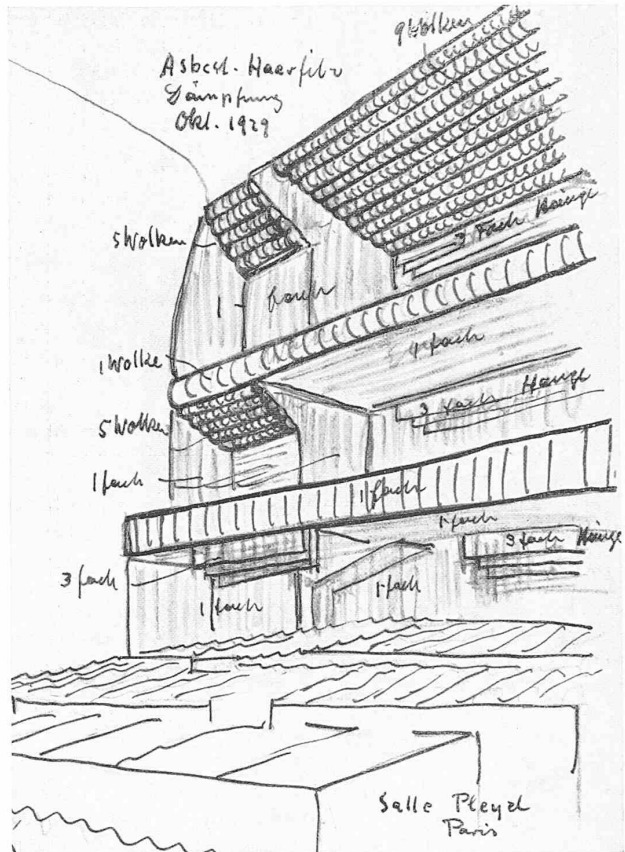 9 Wolken
Asbest-Haarfilz
Dämpfung
Okt. 1929
5 Wolken
3 fach Hänge
1 fach
1 Wolke
4 fach
3 fach Hänge
5 Wolken
1 fach
1 fach
1 fach
3 fach Hänge
3 fach
1 fach
1 fach
Salle Pleyel
Paris